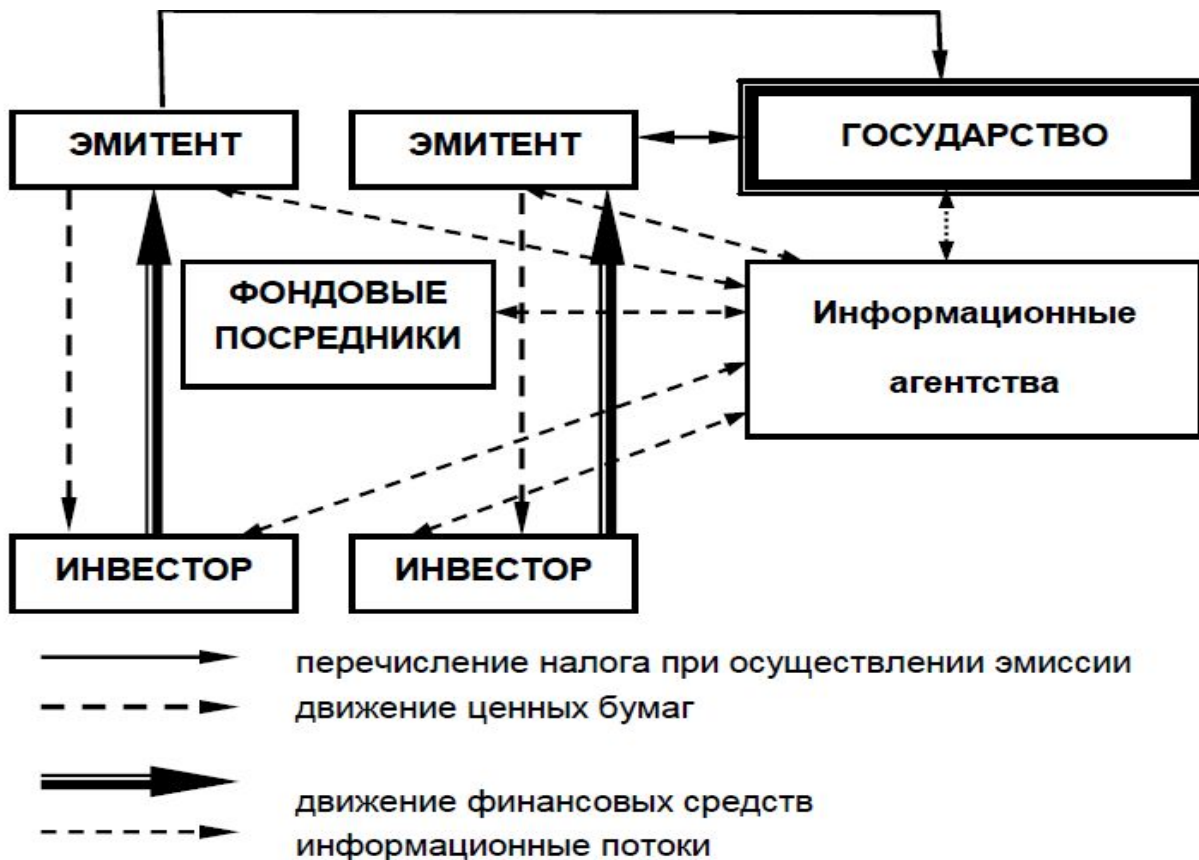 ЭМИТЕНТ
ЭМИТЕНТ
ГОСУДАРСТВО
ФОНДОВЫЕ
ПОСРЕДНИКИ
Информационные
агентства
ИНВЕСТОР
ИНВЕСТОР
перечисление налога при осуществлении эмиссии
движение ценных бумаг
движение финансовых средств
информационные потоки